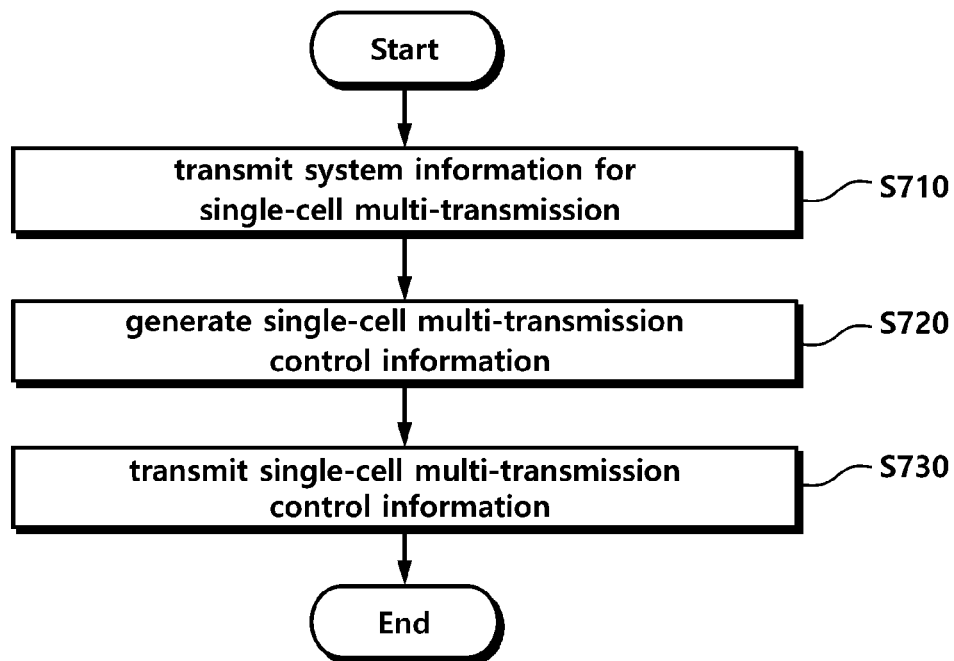 Start
transmit system information for
single-cell multi-transmission
S710
generate single-cell multi-transmission
control information
S720
transmit single-cell multi-transmission
control information
S730
End